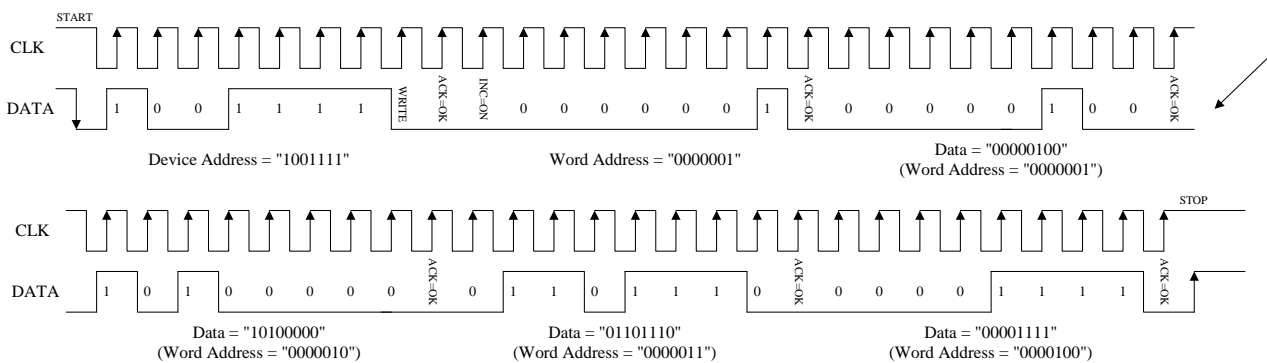 START
CLK
DATA 1 0 0 1 1 1 1 WRITE ACK=OK INC=ON 0 0 0 0 0 0 1 ACK=OK 0 0 0 0 0 1 0 0 ACK=OK
Device Address = "1001111"
Word Address = "0000001"
Data = "00000100"
(Word Address = "0000001")
STOP
CLK
DATA 1 0 1 0 0 0 0 0 ACK=OK 0 1 1 0 1 1 1 0 ACK=OK 0 0 0 0 1 1 1 1 ACK=OK
Data = "10100000"
(Word Address = "0000010")
Data = "01101110"
(Word Address = "0000011")
Data = "00001111"
(Word Address = "0000100")